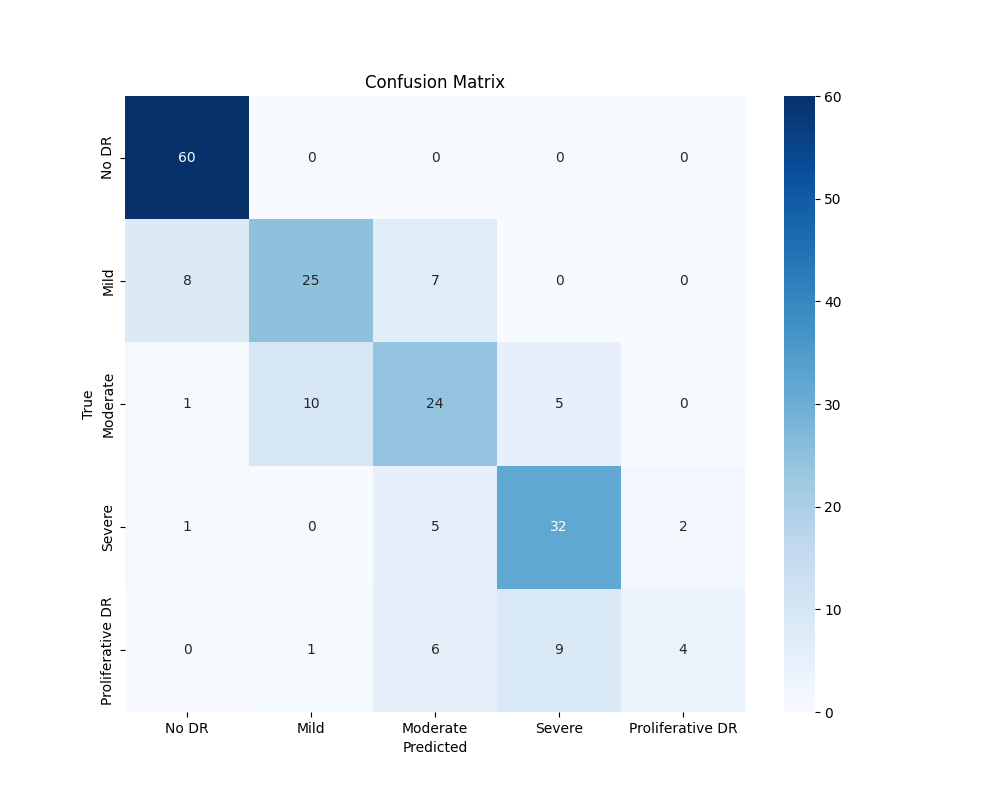 Confusion Matrix
No DR 60 0 0 0 0
Mild 8 25 7 0 0
Moderate 1 10 24 5 0
Severe 1 0 5 32 2
Proliferative DR 0 1 6 9 4
True
No DR Mild Moderate Severe Proliferative DR
Predicted
60
50
40
30
20
10
0